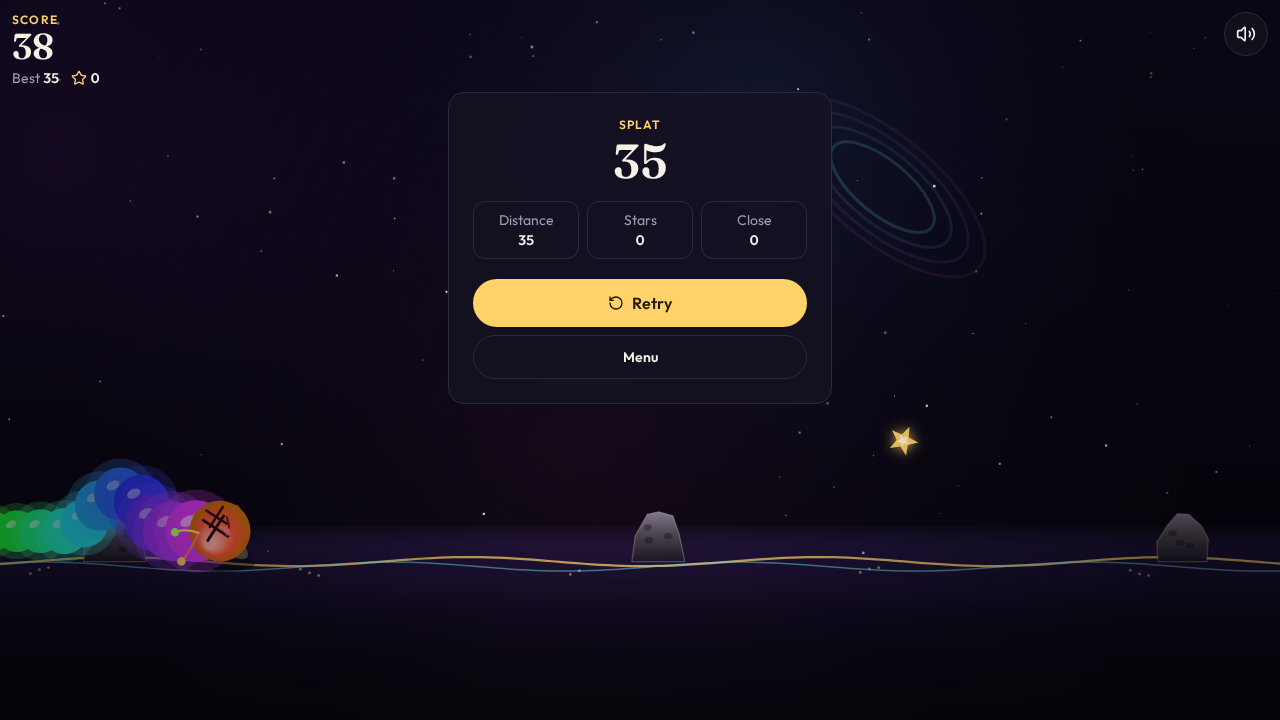 SCORE
38
Best 35 0
SPLAT
35
Distance Stars Close
35 0 0
Retry
Menu